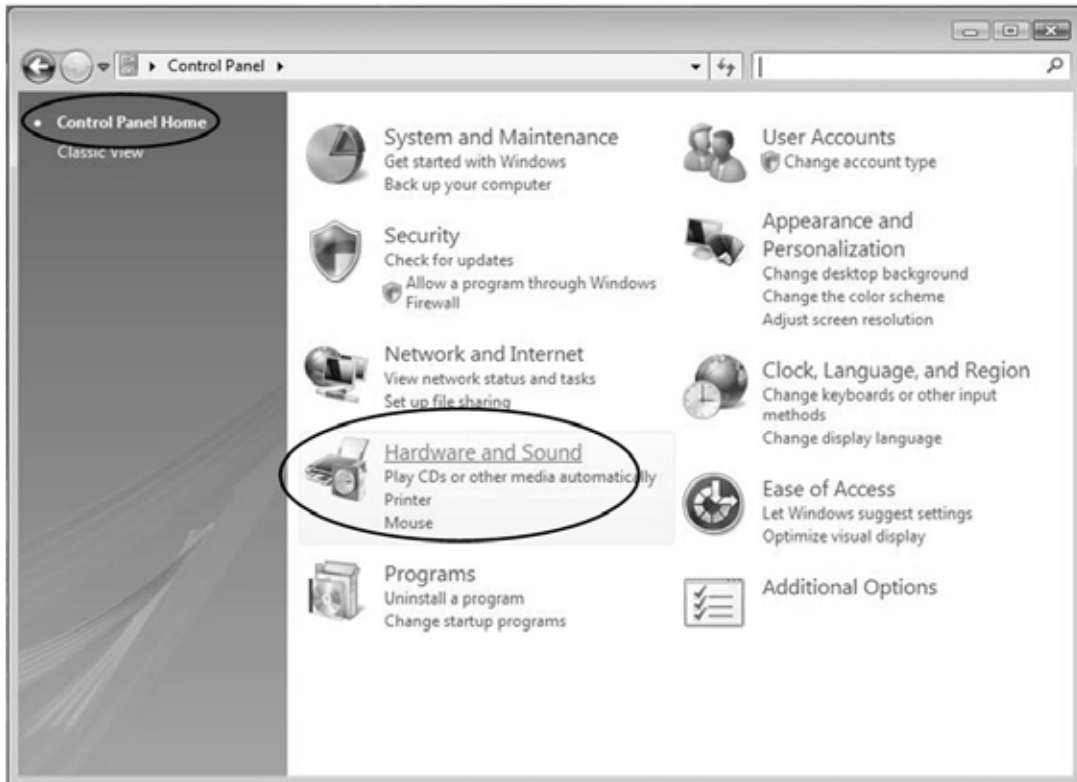 Control Panel
Control Panel Home
Classic View
System and Maintenance
Get started with Windows
Back up your computer
Security
Check for updates
Allow a program through Windows
Firewall
Network and Internet
View network status and tasks
Set up file sharing
Hardware and Sound
Play CDs or other media automatically
Printer
Mouse
Programs
Uninstall a program
Change startup programs
User Accounts
Change account type
Appearance and
Personalization
Change desktop background
Change the color scheme
Adjust screen resolution
Clock, Language, and Region
Change keyboards or other input
methods
Change display language
Ease of Access
Let Windows suggest settings
Optimize visual display
Additional Options